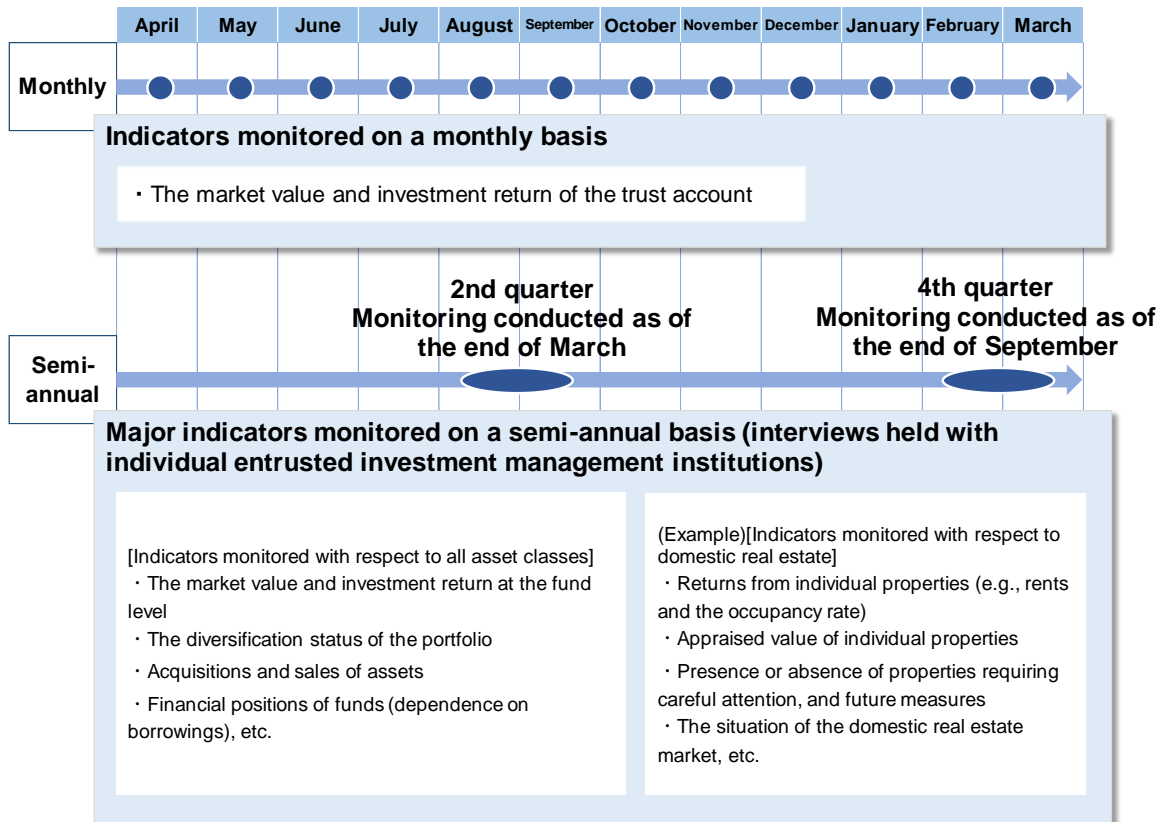 April May June July August September October November December January February March
Monthly
Indicators monitored on a monthly basis
・The market value and investment return of the trust account
2nd quarter
Monitoring conducted as of
the end of March
4th quarter
Monitoring conducted as of
the end of September
Semi-
annual
Major indicators monitored on a semi-annual basis (interviews held with
individual entrusted investment management institutions)
[Indicators monitored with respect to all asset classes]
・The market value and investment return at the fund
level
・The diversification status of the portfolio
・Acquisitions and sales of assets
・Financial positions of funds (dependence on
borrowings), etc.
(Example)[Indicators monitored with respect to
domestic real estate]
・Returns from individual properties (e.g., rents
and the occupancy rate)
・Appraised value of individual properties
・Presence or absence of properties requiring
careful attention, and future measures
・The situation of the domestic real estate
market, etc.